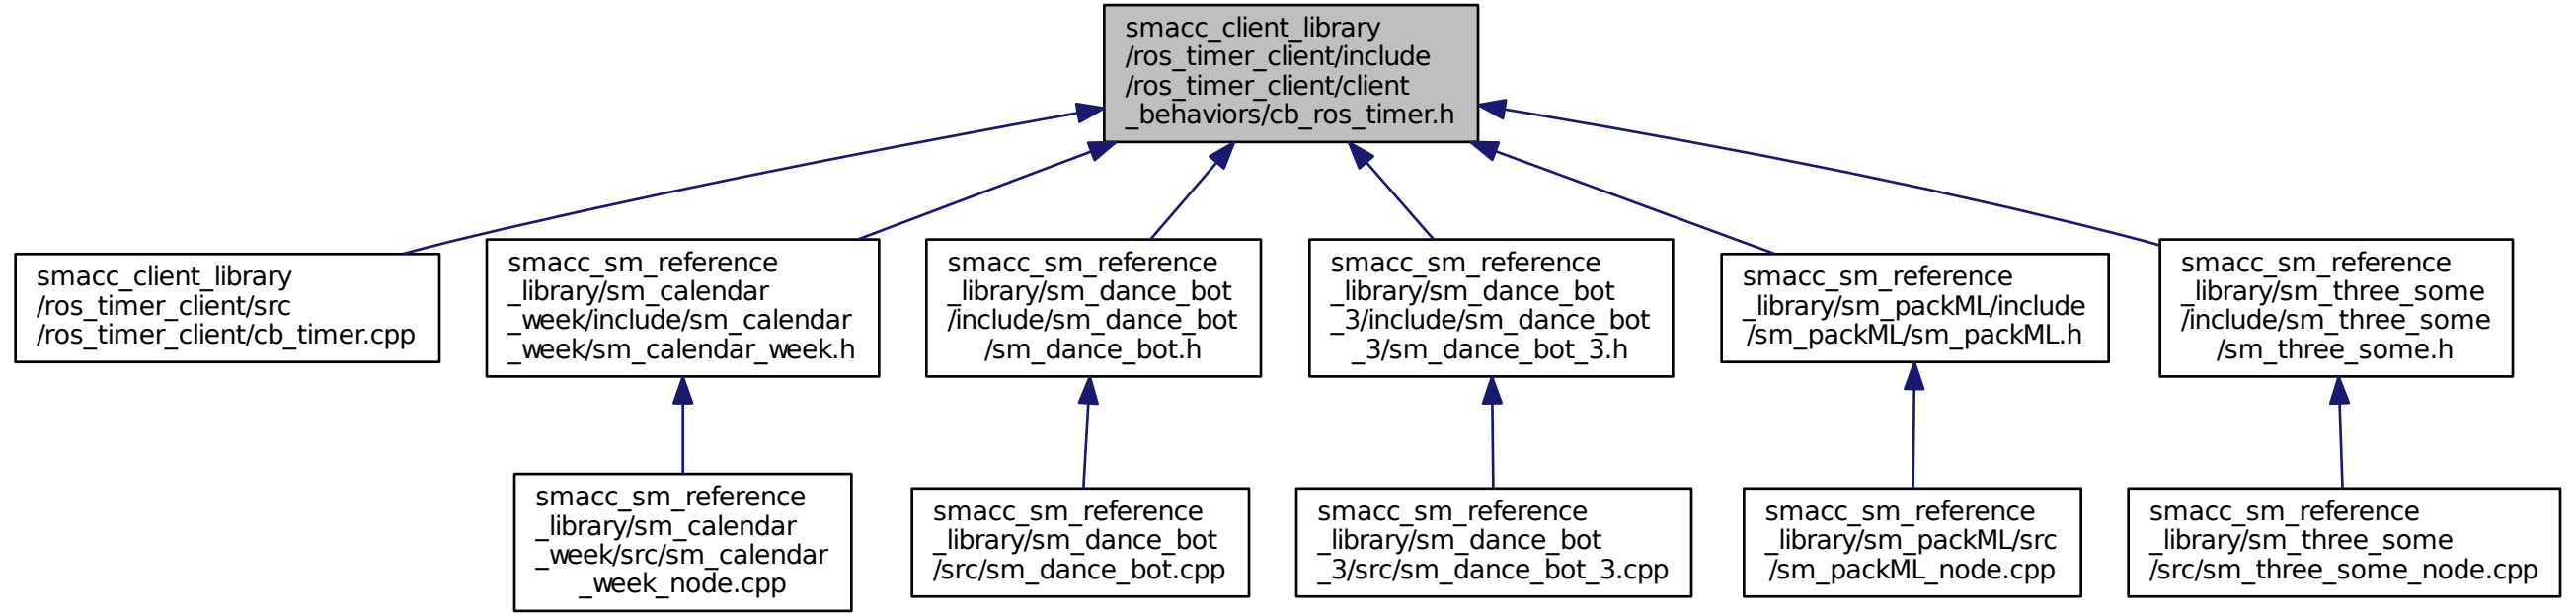 smacc_client_library
/ros_timer_client/include
/ros_timer_client/client
_behaviors/cb_ros_timer.h
smacc_client_library
/ros_timer_client/src
/ros_timer_client/cb_timer.cpp
smacc_sm_reference
_library/sm_calendar
_week/include/sm_calendar
_week/sm_calendar_week.h
smacc_sm_reference
_library/sm_dance_bot
/include/sm_dance_bot
/sm_dance_bot.h
smacc_sm_reference
_library/sm_dance_bot
_3/include/sm_dance_bot
_3/sm_dance_bot_3.h
smacc_sm_reference
_library/sm_packML/include
/sm_packML/sm_packML.h
smacc_sm_reference
_library/sm_three_some
/include/sm_three_some
/sm_three_some.h
smacc_sm_reference
_library/sm_calendar
_week/src/sm_calendar
_week_node.cpp
smacc_sm_reference
_library/sm_dance_bot
/src/sm_dance_bot.cpp
smacc_sm_reference
_library/sm_dance_bot
_3/src/sm_dance_bot_3.cpp
smacc_sm_reference
_library/sm_packML/src
/sm_packML_node.cpp
smacc_sm_reference
_library/sm_three_some
/src/sm_three_some_node.cpp